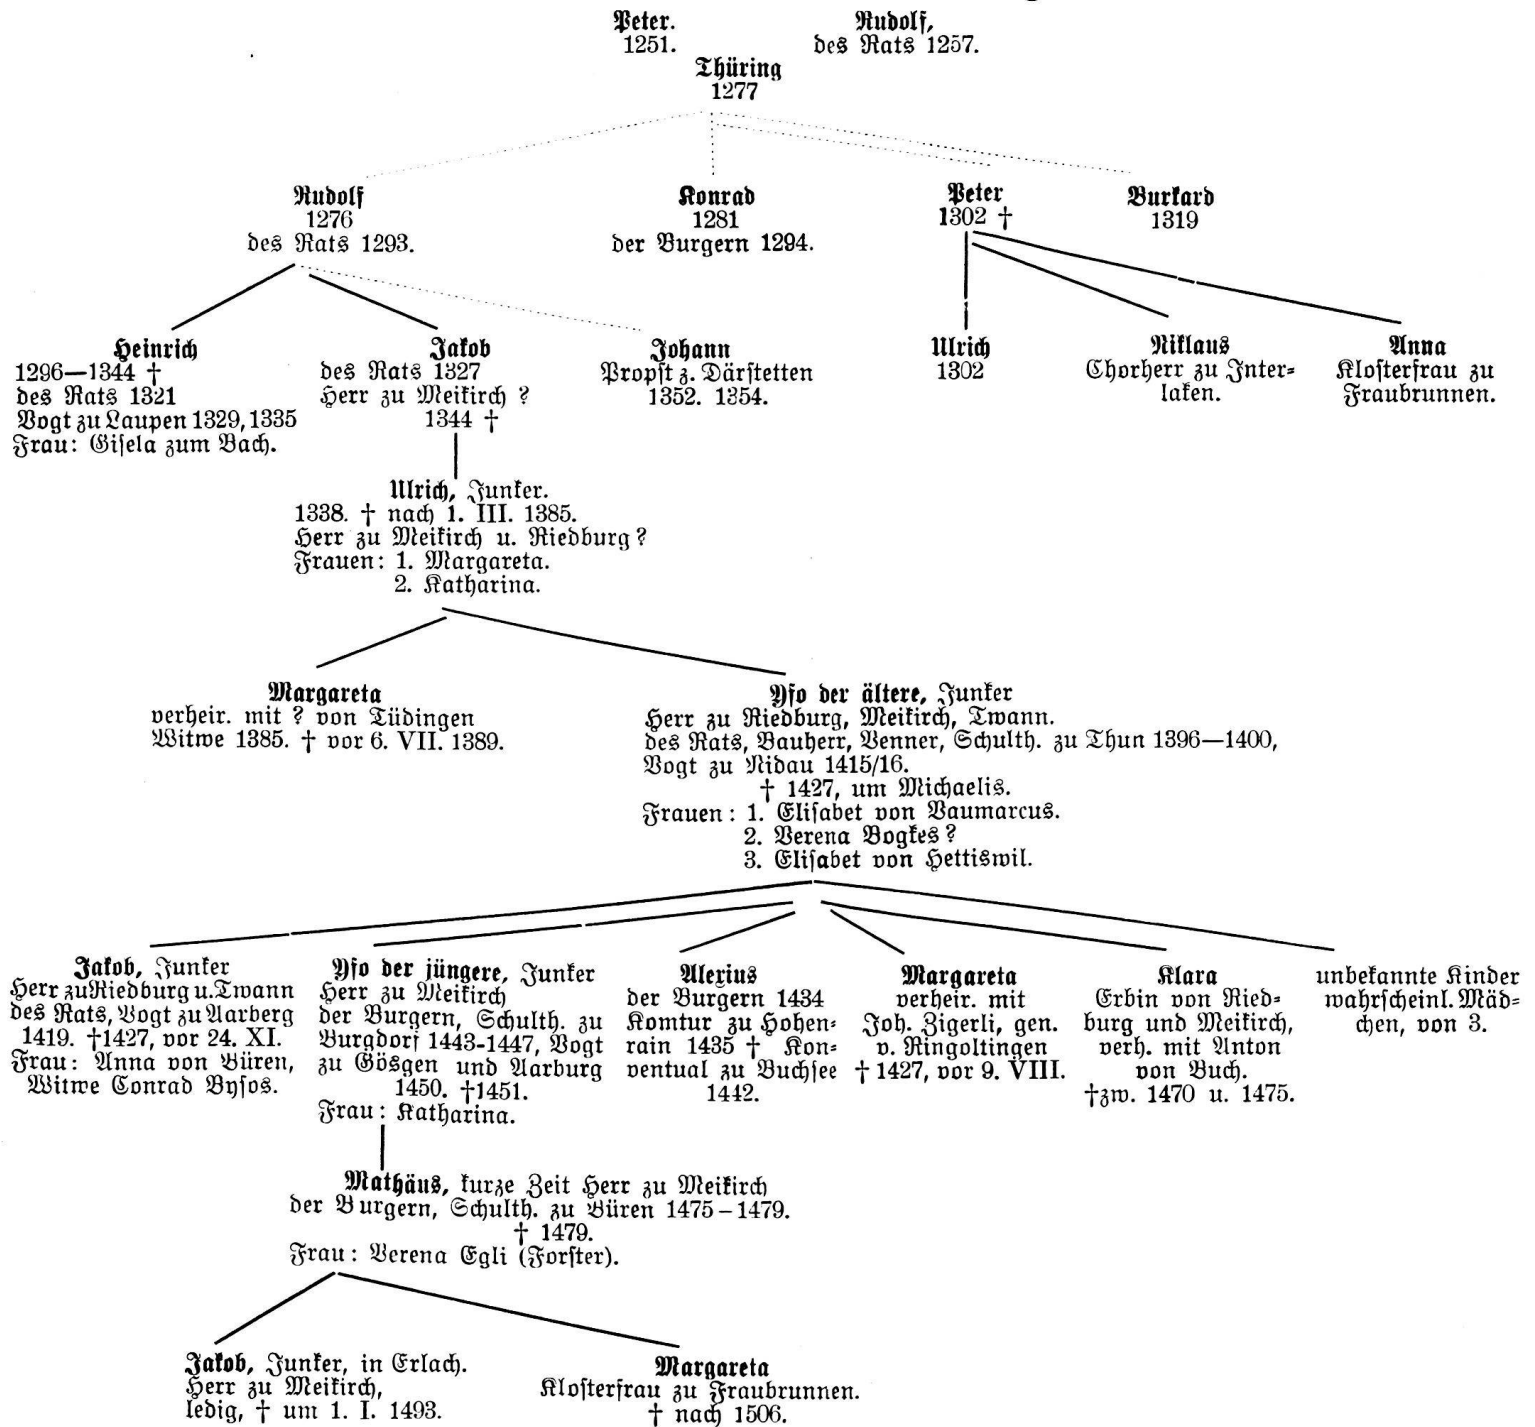 Peter.
1251.
Rudolf,
des Rats 1257.
Thüring
1277
Rudolf
1276
des Rats 1293.
Konrad
1281
der Burgern 1294.
Peter
1302 †
Burkard
1319
Heinrich
1296—1344 †
des Rats 1321
Vogt zu Laupen 1329, 1335
Frau: Gisela zum Bach.
Jakob
des Rats 1327
Herr zu Meikirch ?
1344 †
Johann
Propst z. Därstetten
1352. 1354.
Ulrich
1302
Niklaus
Chorherr zu Inter-
laken.
Anna
Klosterfrau zu
Fraubrunnen.
Ulrich, Junker.
1338. † nach 1. III. 1385.
Herr zu Meikirch u. Riedburg?
Frauen: 1. Margareta.
2. Katharina.
Margareta
verheir. mit ? von Tüdingen
Witwe 1385. † vor 6. VII. 1389.
Yso der ältere, Junker
Herr zu Riedburg, Meikirch, Twann.
des Rats, Bauherr, Venner, Schulth. zu Thun 1396—1400,
Vogt zu Nidau 1415/16.
† 1427, um Michaelis.
Frauen: 1. Elisabet von Vaumarcus.
2. Verena Bogkes?
3. Elisabet von Hettiswil.
Jakob, Junker
Herr zu Riedburg u. Twann
des Rats, Vogt zu Aarberg
1419. †1427, vor 24. XI.
Frau: Anna von Büren,
Witwe Conrad Bysos.
Yso der jüngere, Junker
Herr zu Meikirch
der Burgern, Schulth. zu
Burgdorf 1443-1447, Vogt
zu Gösgen und Aarburg
1450. †1451.
Frau: Katharina.
Alexius
der Burgern 1434
Komtur zu Hohen-
rain 1435 † Kon-
ventual zu Buchsee
1442.
Margareta
verheir. mit
Joh. Zigerli, gen.
v. Ringoltingen
† 1427, vor 9. VIII.
Klara
Erbin von Ried-
burg und Meikirch,
verh. mit Anton
von Buch.
†zw. 1470 u. 1475.
unbekannte Kinder
wahrscheinl. Mäd-
chen, von 3.
Mathäus, kurze Zeit Herr zu Meikirch
der Burgern, Schulth. zu Büren 1475–1479.
† 1479.
Frau: Verena Egli (Forster).
Jakob, Junker, in Erlach.
Herr zu Meikirch,
ledig, † um 1. I. 1493.
Margareta
Klosterfrau zu Fraubrunnen.
† nach 1506.